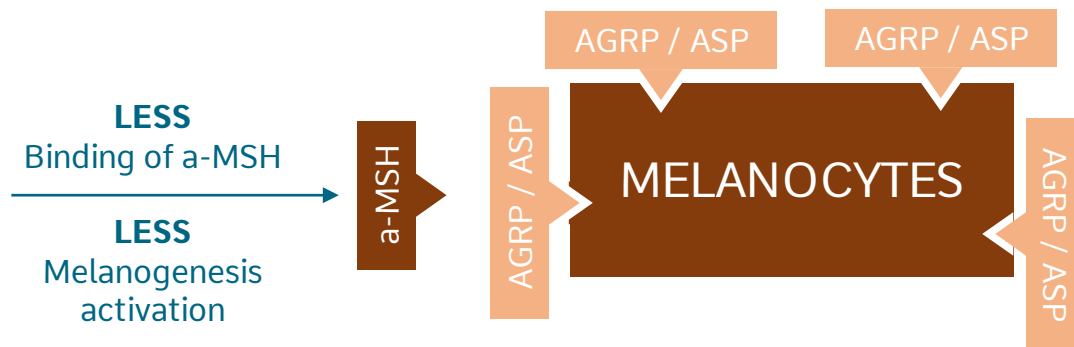 LESS
Binding of a-MSH
LESS
Melanogenesis
activation
a-MSH
AGRP / ASP
AGRP / ASP
AGRP / ASP
MELANOCYTES
AGRP / ASP